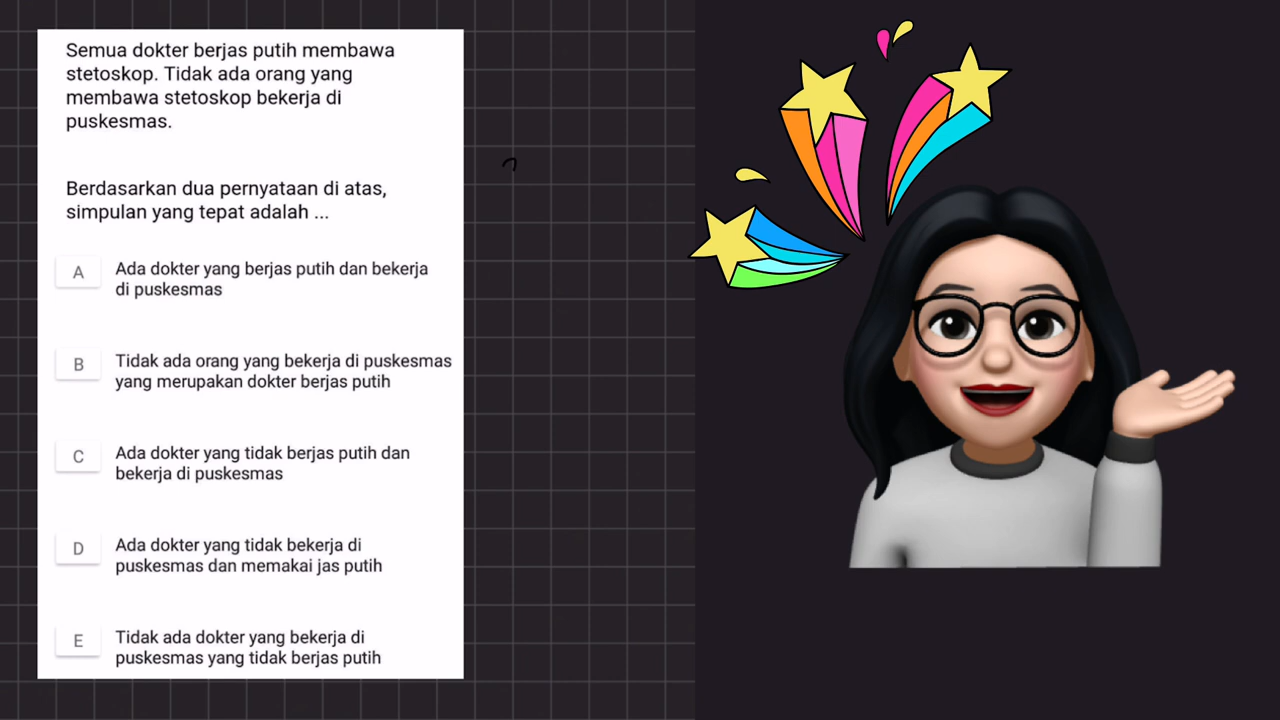 Semua dokter berjas putih membawa
stetoskop. Tidak ada orang yang
membawa stetoskop bekerja di
puskesmas.
Berdasarkan dua pernyataan di atas,
simpulan yang tepat adalah ...
A Ada dokter yang berjas putih dan bekerja
di puskesmas
B Tidak ada orang yang bekerja di puskesmas
yang merupakan dokter berjas putih
C Ada dokter yang tidak berjas putih dan
bekerja di puskesmas
D Ada dokter yang tidak bekerja di
puskesmas dan memakai jas putih
E Tidak ada dokter yang bekerja di
puskesmas yang tidak berjas putih